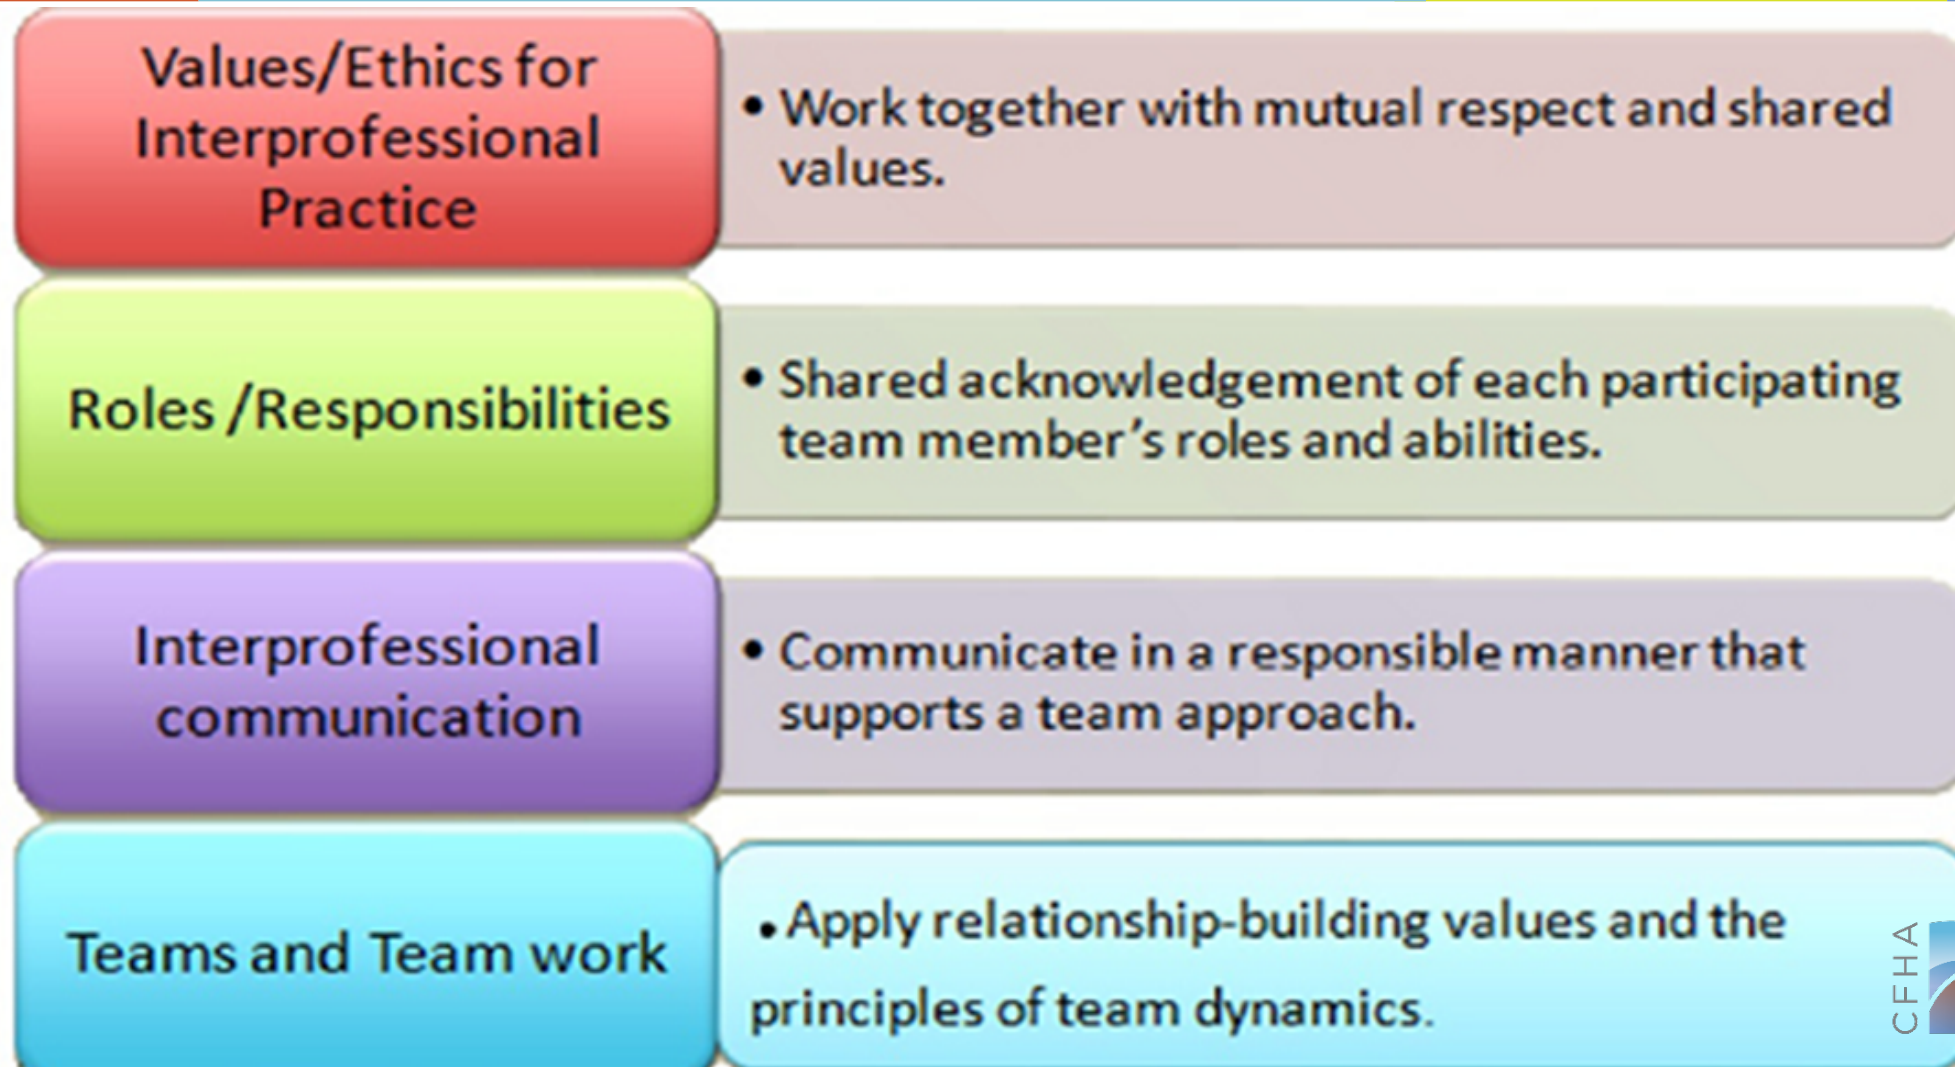 Values/Ethics for
Interprofessional
Practice
• Work together with mutual respect and shared
values.
Roles /Responsibilities
• Shared acknowledgement of each participating
team member’s roles and abilities.
Interprofessional
communication
• Communicate in a responsible manner that
supports a team approach.
Teams and Team work
• Apply relationship-building values and the
principles of team dynamics.
CFHA